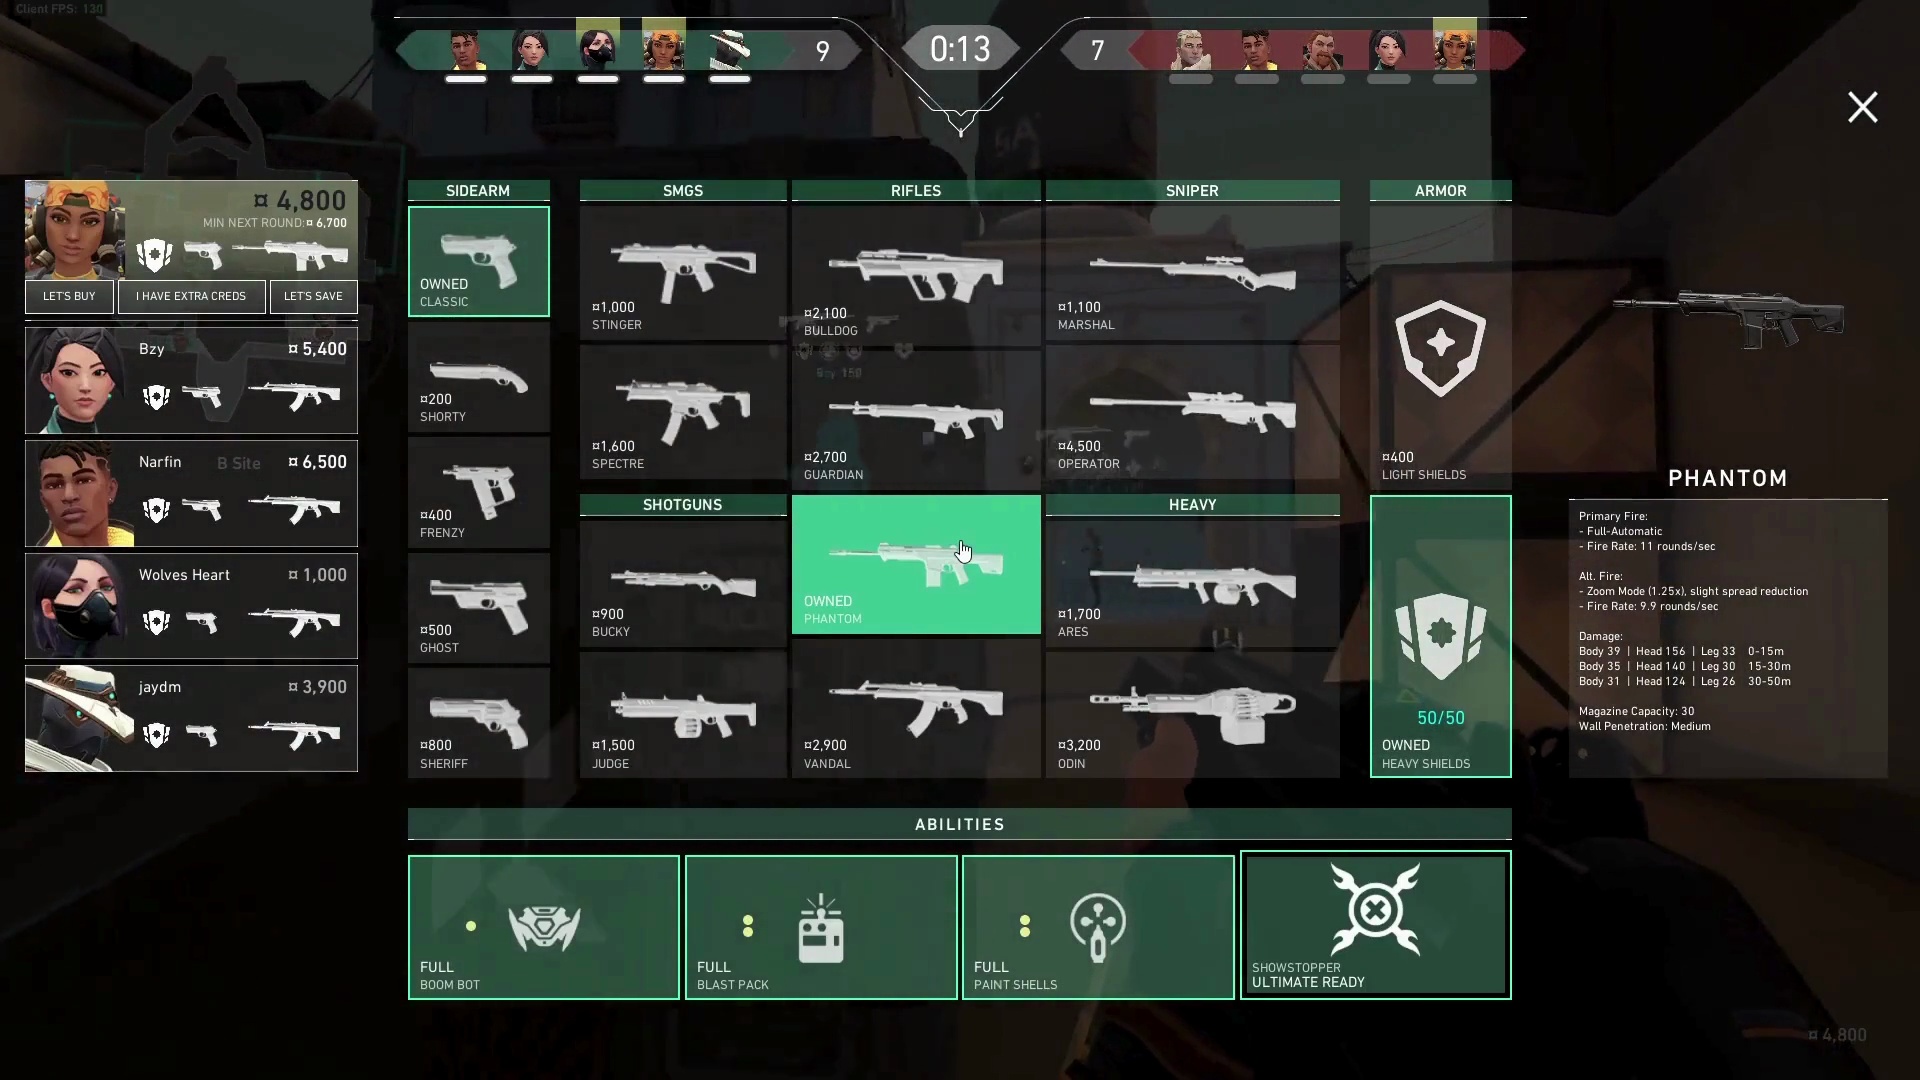 Client FPS: 130
9
0:13
7
¤ 4,800
MIN NEXT ROUND: ¤ 6,700
LET'S BUY
I HAVE EXTRA CREDS
LET'S SAVE
Bzy
¤ 5,400
Narfin
B Site
¤ 6,500
Wolves Heart
¤ 1,000
jaydm
¤ 3,900
SIDEARM
OWNED
CLASSIC
¤200
SHORTY
¤400
FRENZY
¤500
GHOST
¤800
SHERIFF
SMGS
¤1,000
STINGER
¤1,600
SPECTRE
SHOTGUNS
¤900
BUCKY
¤1,500
JUDGE
RIFLES
¤2,100
BULLDOG
Bzy 150
¤2,700
GUARDIAN
OWNED
PHANTOM
¤2,900
VANDAL
SNIPER
¤1,100
MARSHAL
¤4,500
OPERATOR
HEAVY
¤1,700
ARES
¤3,200
ODIN
ARMOR
¤400
LIGHT SHIELDS
50/50
OWNED
HEAVY SHIELDS
PHANTOM
Primary Fire:
- Full-Automatic
- Fire Rate: 11 rounds/sec
Alt. Fire:
- Zoom Mode (1.25x), slight spread reduction
- Fire Rate: 9.9 rounds/sec
Damage:
Body 39 | Head 156 | Leg 33 0-15m
Body 35 | Head 140 | Leg 30 15-30m
Body 31 | Head 124 | Leg 26 30-50m
Magazine Capacity: 30
Wall Penetration: Medium
ABILITIES
FULL
BOOM BOT
FULL
BLAST PACK
FULL
PAINT SHELLS
SHOWSTOPPER
ULTIMATE READY
¤ 4,800